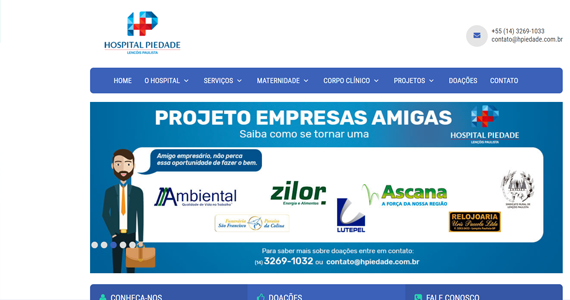 HOSPITAL PIEDADE
LENÇÓIS PAULISTA
+55 (14) 3269-1033
contato@hpiedade.com.br
HOME O HOSPITAL SERVIÇOS MATERNIDADE CORPO CLÍNICO PROJETOS DOAÇÕES CONTATO
PROJETO EMPRESAS AMIGAS
Saiba como se tornar uma
HOSPITAL PIEDADE
LENÇÓIS PAULISTA
Amigo empresário, não perca
essa oportunidade de fazer o bem.
Ambiental
Qualidade de Vida no Trabalho
zilor
Energia e Alimentos
Ascana
A FORÇA DA NOSSA REGIÃO
São Francisco
da Colina
LUTEPEL
RELOJOARIA
Para saber mais sobre doações entre em contato:
(14) 3269-1032 ou contato@hpiedade.com.br
CONHEÇA-NOS
DOAÇÕES
FALE CONOSCO